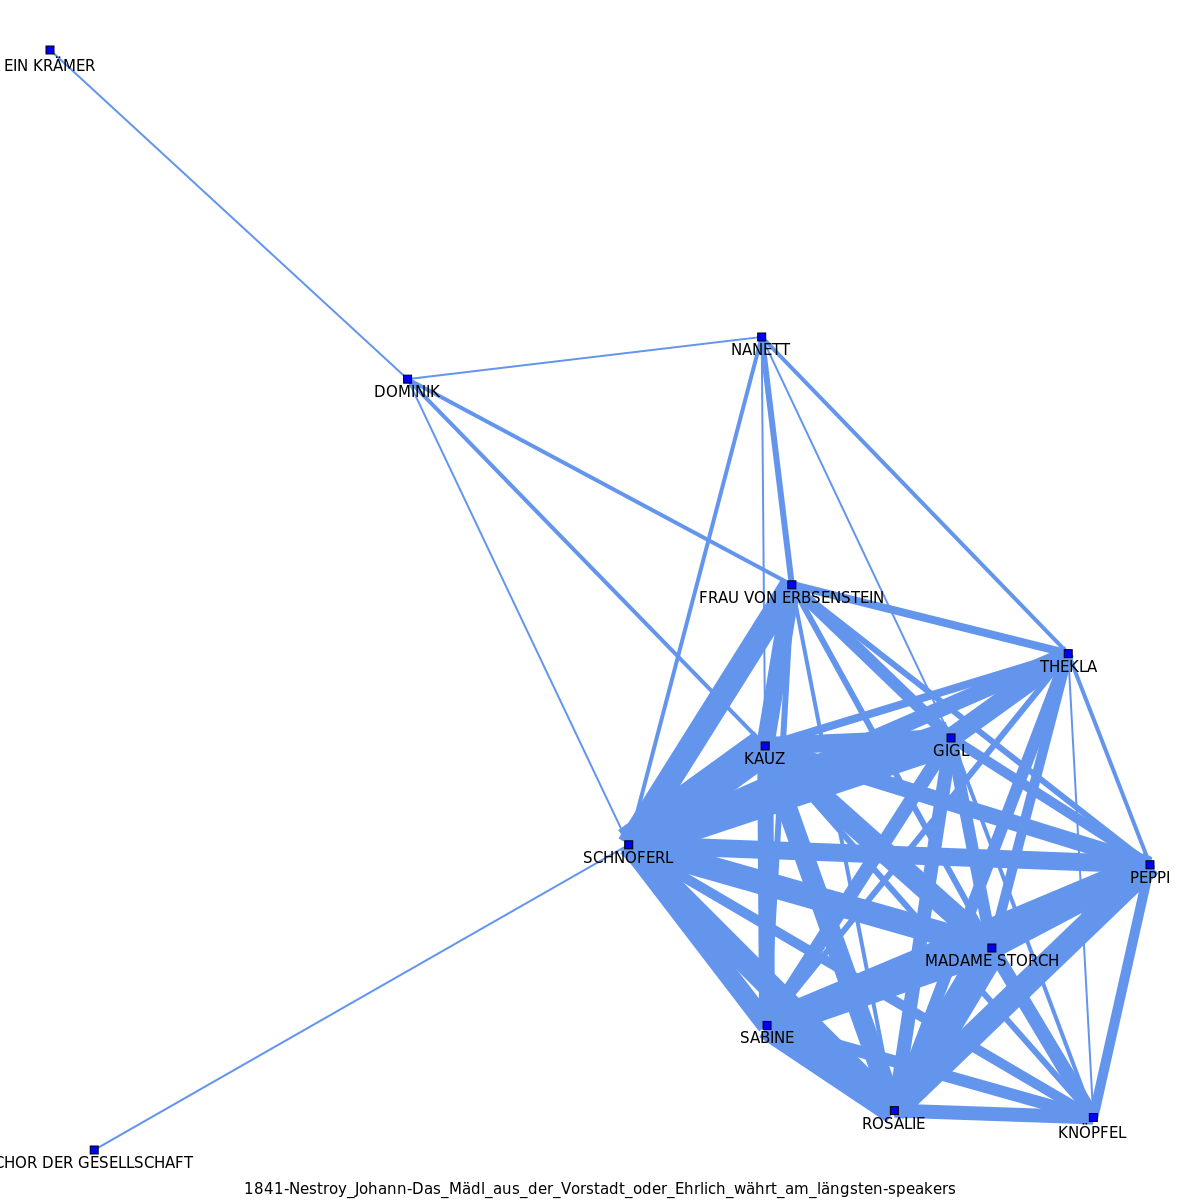 EIN KRÄMER
NANETT
DOMINIK
FRAU VON ERBSENSTEIN
THEKLA
GIGL
KAUZ
SCHNOFERL
PEPPI
MADAME STORCH
SABINE
ROSALIE
KNÖPFEL
CHOR DER GESELLSCHAFT
1841-Nestroy_Johann-Das_Mädl_aus_der_Vorstadt_oder_Ehrlich_währt_am_längsten-speakers